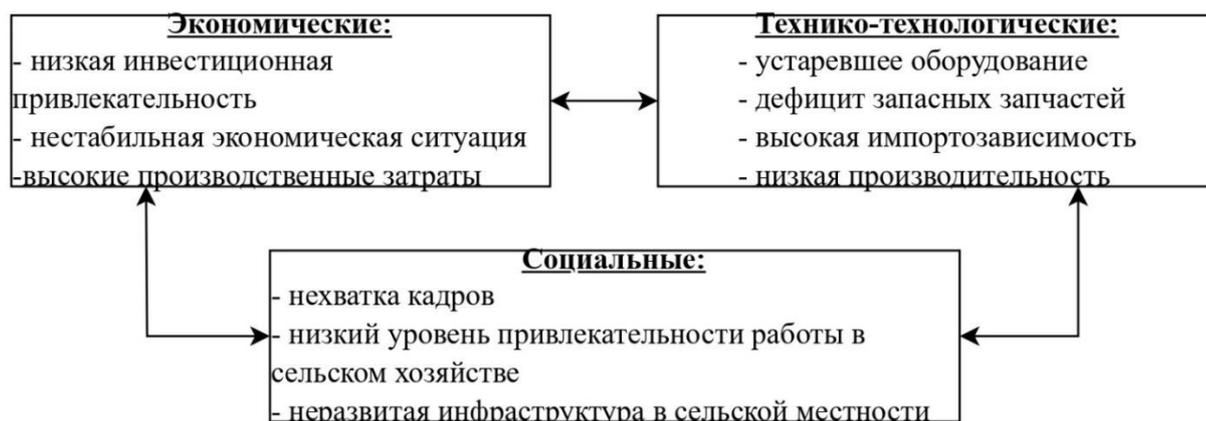 Экономические:
- низкая инвестиционная
привлекательность
- нестабильная экономическая ситуация
-высокие производственные затраты
Технико-технологические:
- устаревшее оборудование
- дефицит запасных запчастей
- высокая импортозависимость
- низкая производительность
Социальные:
- нехватка кадров
- низкий уровень привлекательности работы в
сельском хозяйстве
- неразвитая инфраструктура в сельской местности